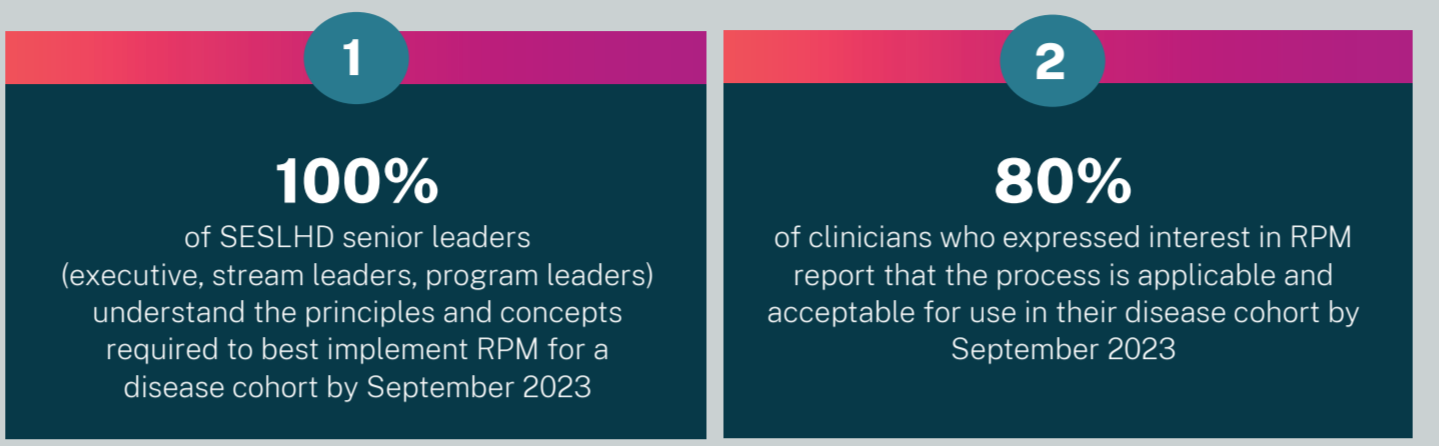 1
100%
of SESLHD senior leaders
(executive, stream leaders, program leaders)
understand the principles and concepts
required to best implement RPM for a
disease cohort by September 2023
2
80%
of clinicians who expressed interest in RPM
report that the process is applicable and
acceptable for use in their disease cohort by
September 2023